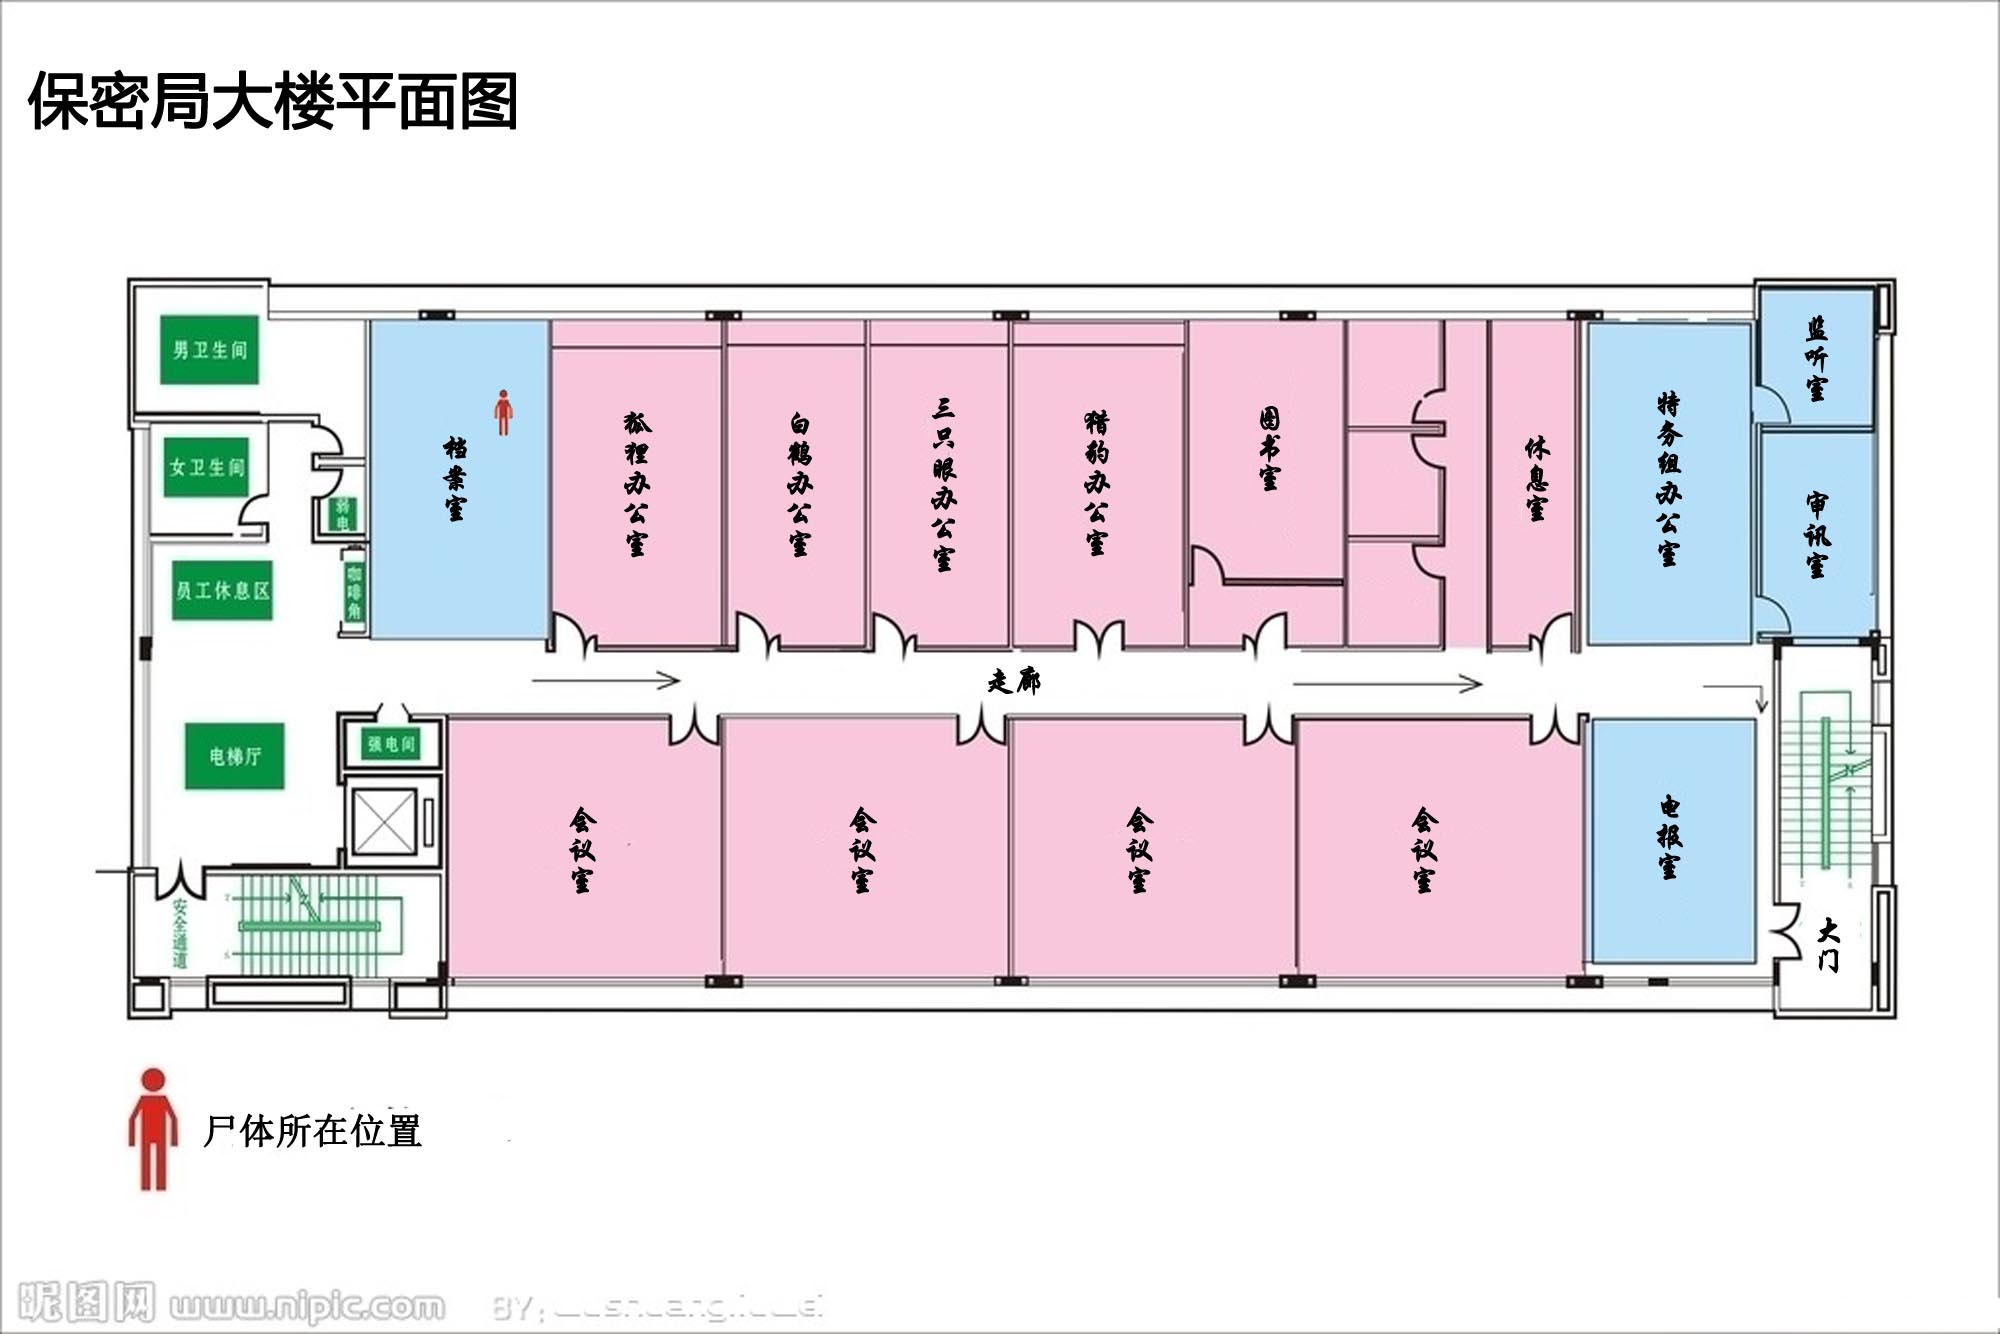 保密局大楼平面图
男卫生间
女卫生间
弱电
员工休息区
咖啡角
档案室
狐狸办公室
白鹤办公室
三只眼办公室
猎豹办公室
图书室
休息室
特务组办公室
监听室
审讯室
走廊
强电间
电梯厅
安全通道
会议室
会议室
会议室
会议室
电报室
大门
尸体所在位置
昵图网 www.nipic.com BY: